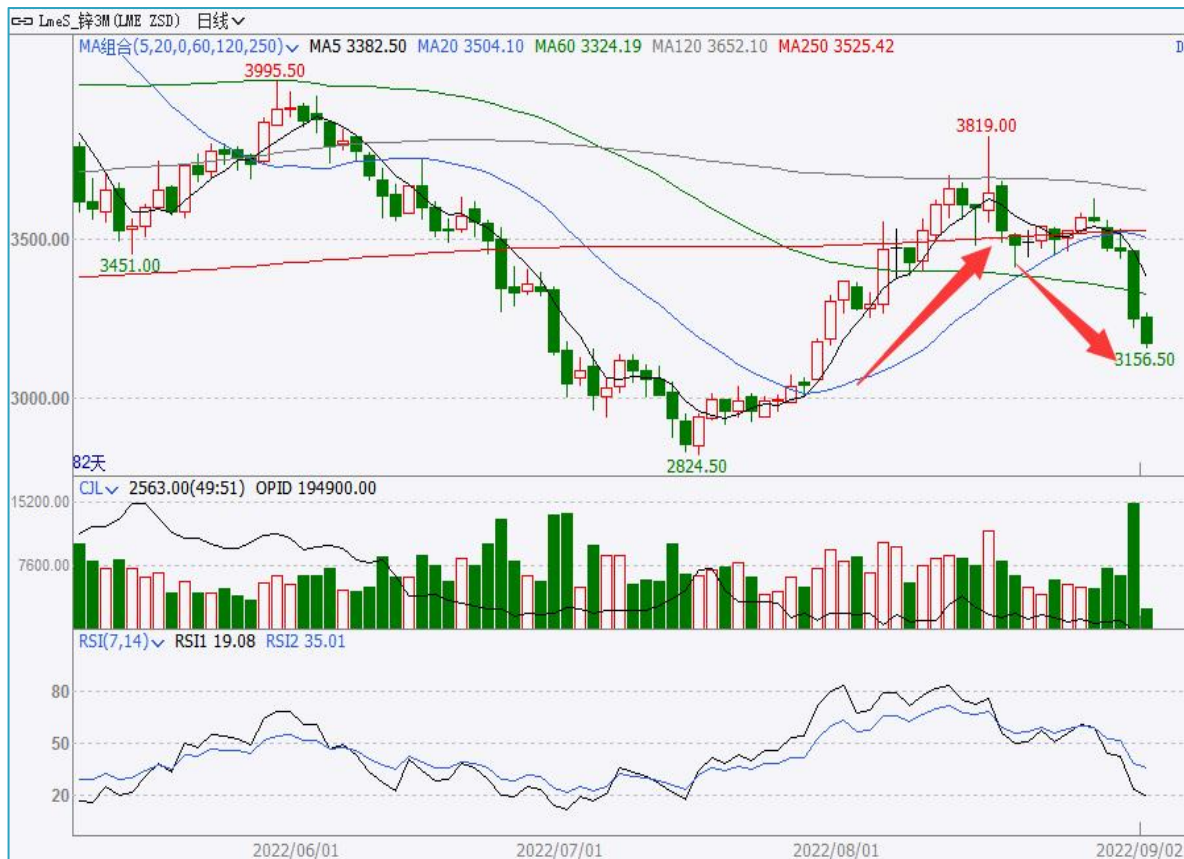 LmeS_锌3M(LME ZSD) 日线
MA组合(5,20,0,60,120,250) MA5 3382.50 MA20 3504.10 MA60 3324.19 MA120 3652.10 MA250 3525.42 D
3995.50
3819.00
3500.00
3451.00
3156.50
3000.00
2824.50
82天
CJL 2563.00(49:51) OPID 194900.00
15200.00
7600.00
RSI(7,14) RSI1 19.08 RSI2 35.01
80
50
20
2022/06/01 2022/07/01 2022/08/01 2022/09/02